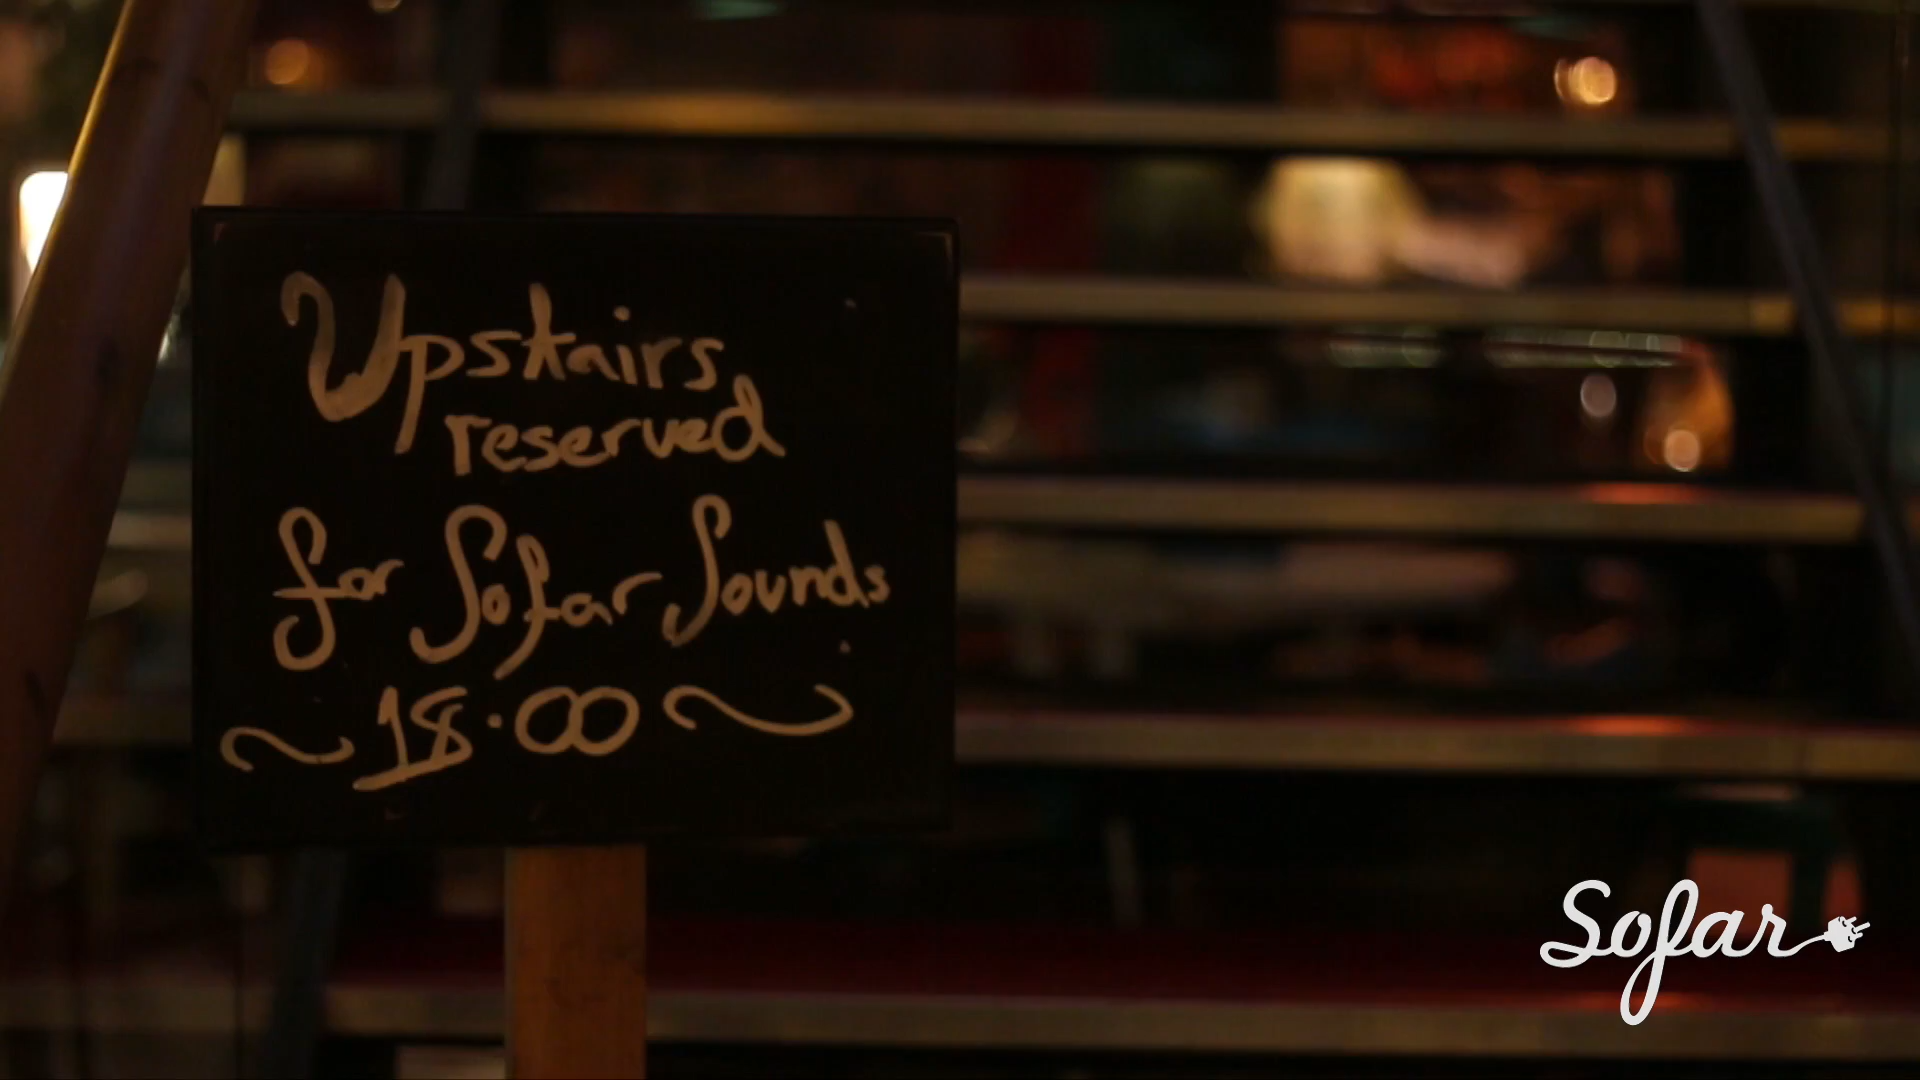 Upstairs
reserved
for Sofar Sounds
~ 18.00 ~
Sofar